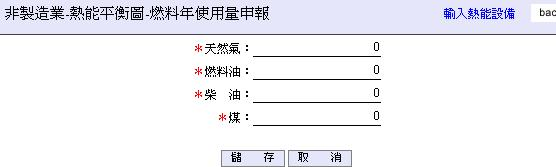 非製造業-熱能平衡圖-燃料年使用量申報 輸入熱能設備 bac
*天然氣： 0
*燃料油： 0
*柴　油： 0
*煤： 0
儲　存 取　消